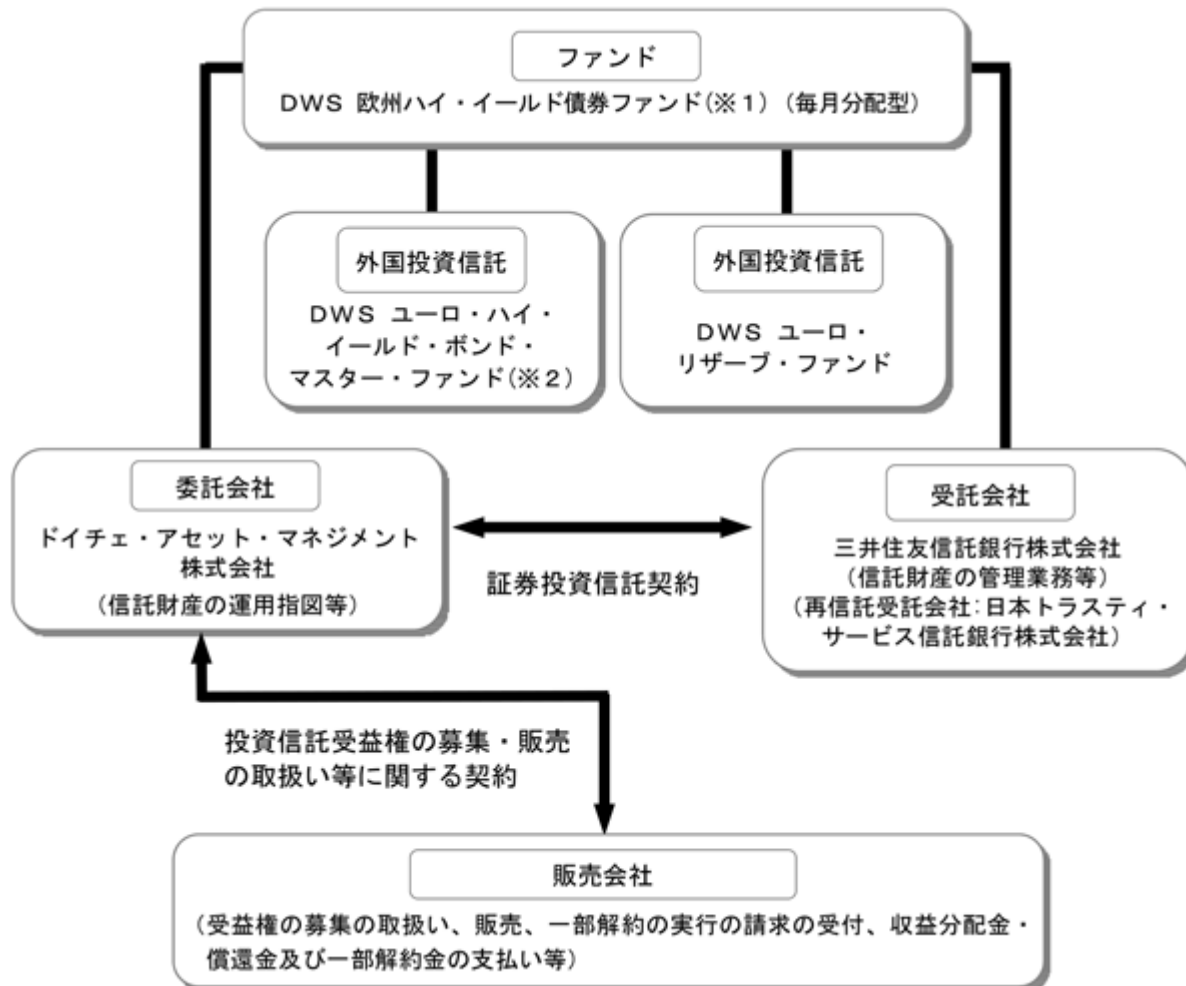 ファンド
DWS 欧州ハイ・イールド債券ファンド(※1)(毎月分配型)
外国投資信託
DWS ユーロ・ハイ・
イールド・ボンド・
マスター・ファンド(※2)
外国投資信託
DWS ユーロ・
リザーブ・ファンド
委託会社
ドイチェ・アセット・マネジメント
株式会社
(信託財産の運用指図等)
証券投資信託契約
受託会社
三井住友信託銀行株式会社
(信託財産の管理業務等)
(再信託受託会社:日本トラスティ・
サービス信託銀行株式会社)
投資信託受益権の募集・販売
の取扱い等に関する契約
販売会社
(受益権の募集の取扱い、販売、一部解約の実行の請求の受付、収益分配金・
償還金及び一部解約金の支払い等)